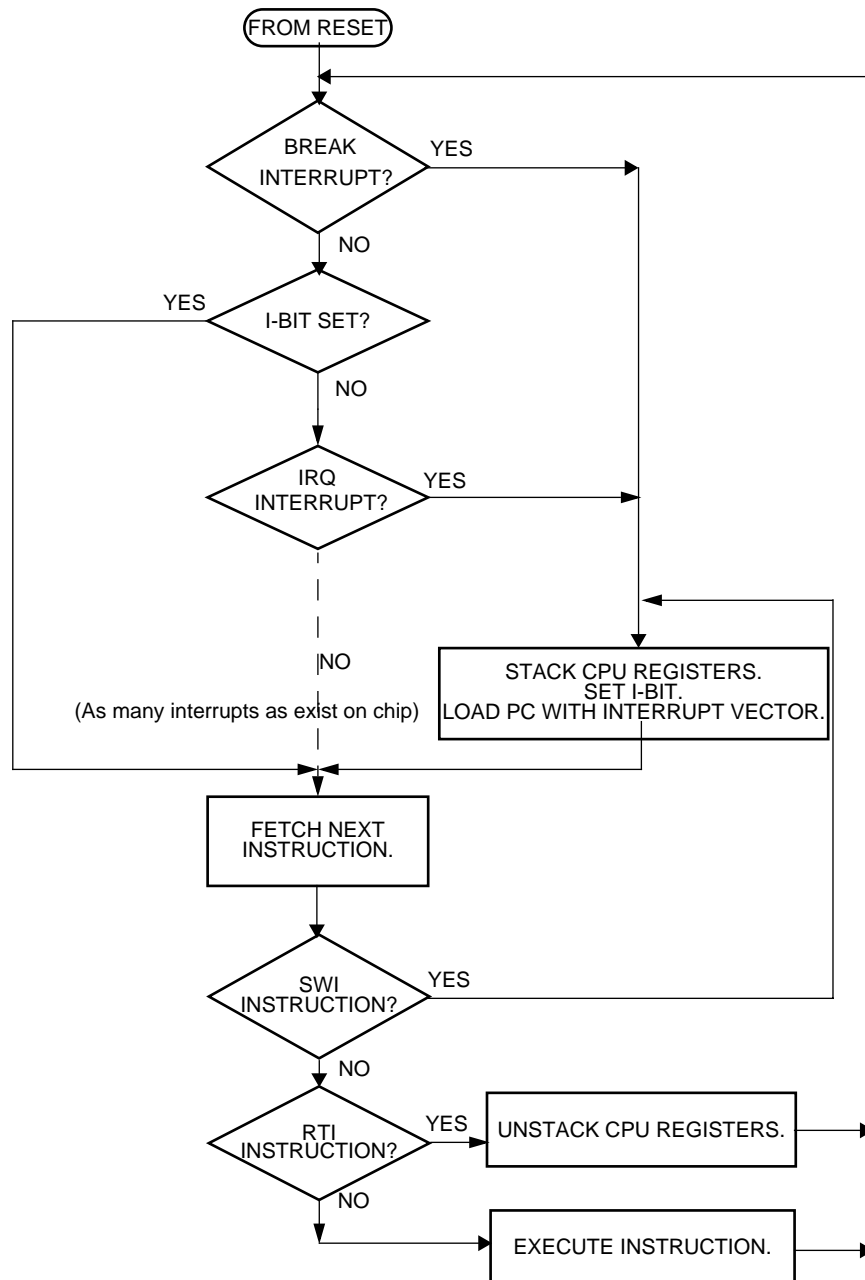 FROM RESET
BREAK
INTERRUPT?
YES
NO
YES
I-BIT SET?
NO
IRQ
INTERRUPT?
YES
NO
(As many interrupts as exist on chip)
STACK CPU REGISTERS.
SET I-BIT.
LOAD PC WITH INTERRUPT VECTOR.
FETCH NEXT
INSTRUCTION.
SWI
INSTRUCTION?
YES
NO
RTI
INSTRUCTION?
YES
UNSTACK CPU REGISTERS.
NO
EXECUTE INSTRUCTION.